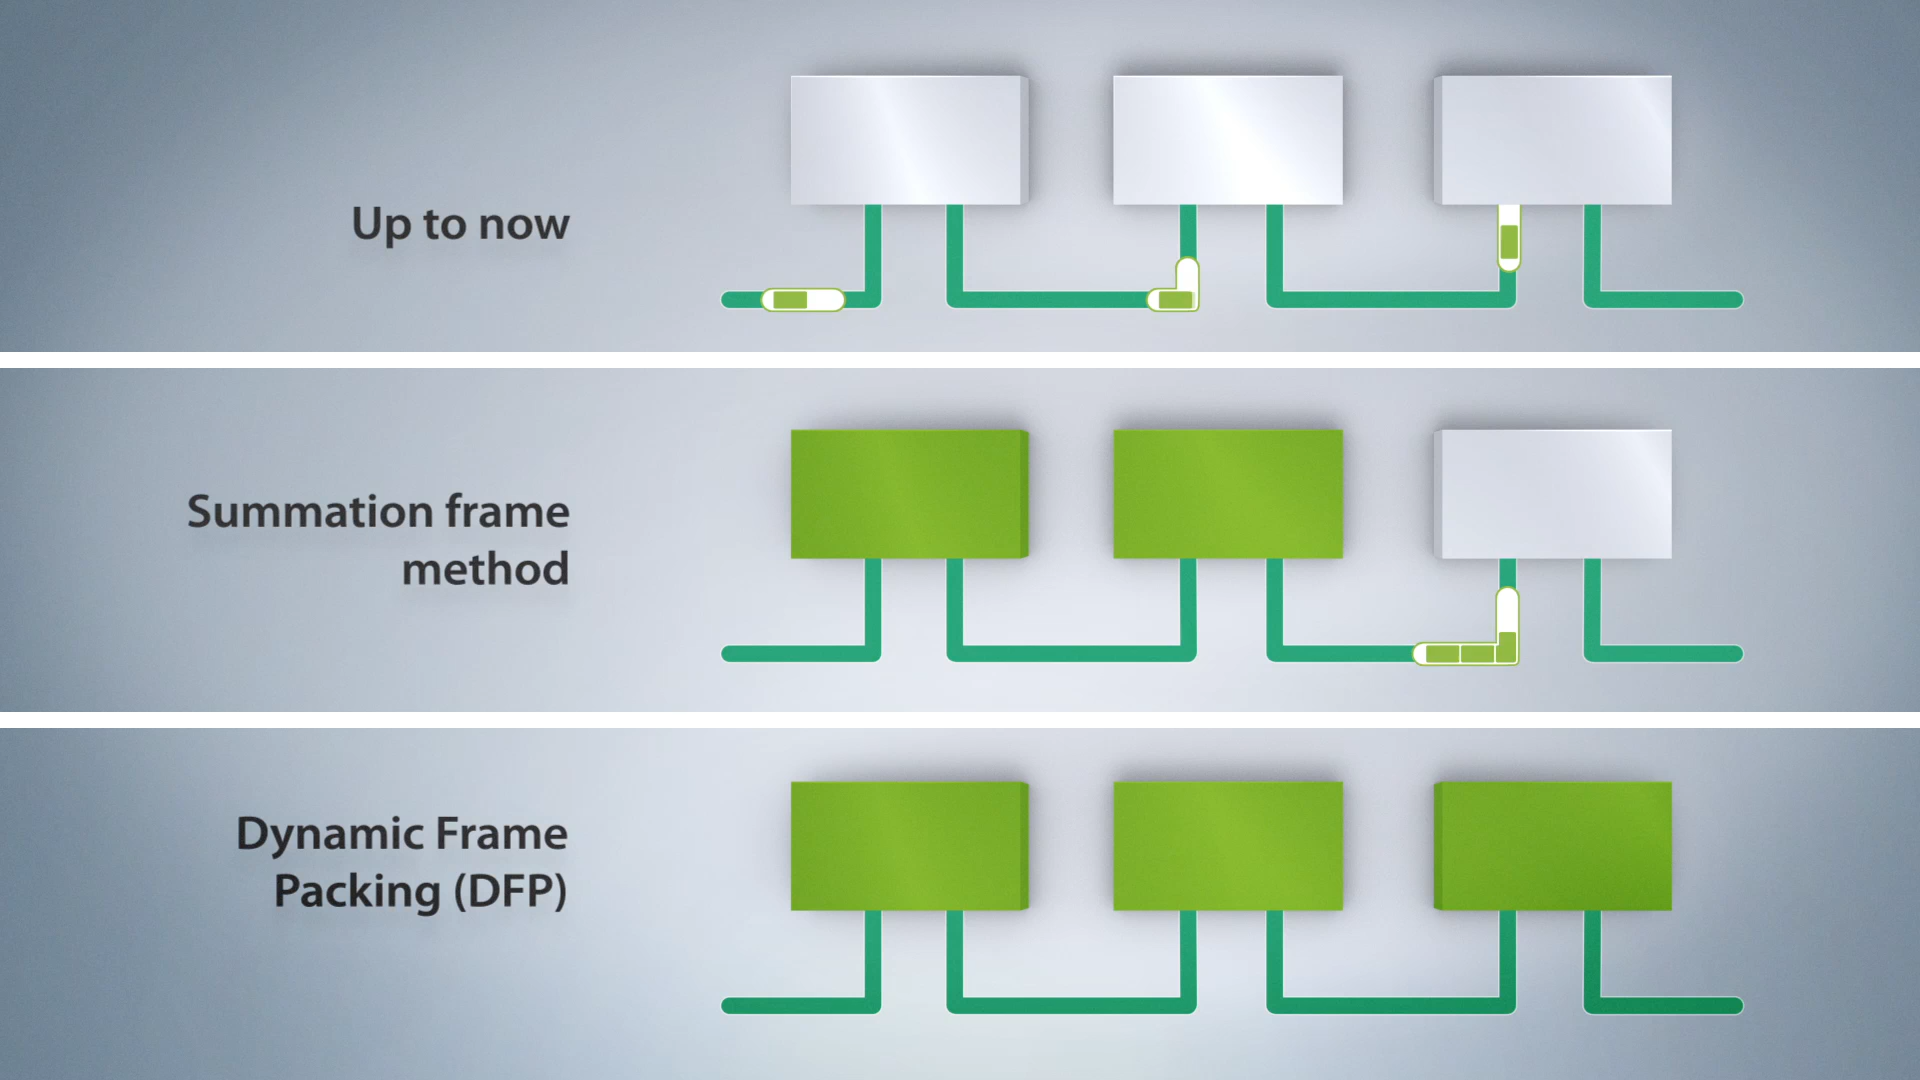 Up to now
Summation frame
method
Dynamic Frame
Packing (DFP)